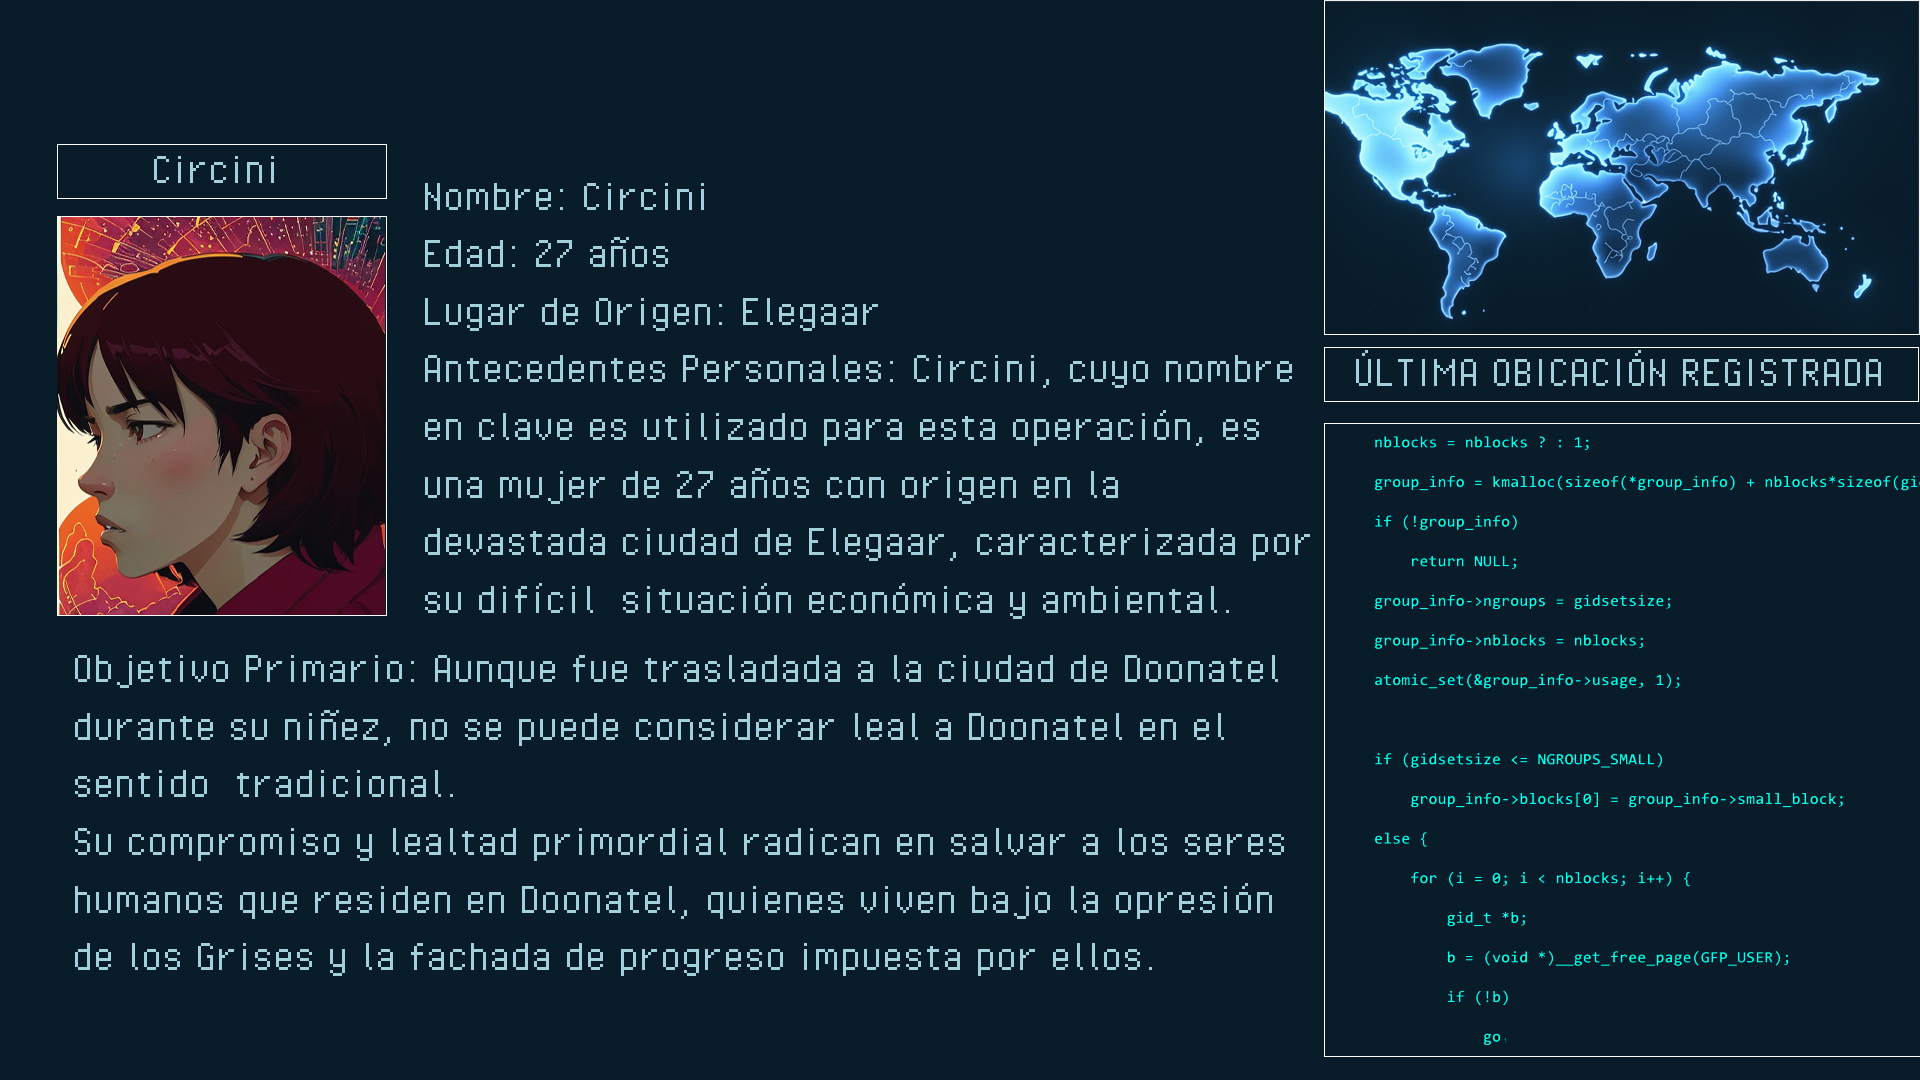 Circini
Nombre: Circini
Edad: 27 años
Lugar de Origen: Elegaar
Antecedentes Personales: Circini, cuyo nombre
en clave es utilizado para esta operación, es
una mujer de 27 años con origen en la
devastada ciudad de Elegaar, caracterizada por
su difícil situación económica y ambiental.
Objetivo Primario: Aunque fue trasladada a la ciudad de Doonatel
durante su niñez, no se puede considerar leal a Doonatel en el
sentido tradicional.
Su compromiso y lealtad primordial radican en salvar a los seres
humanos que residen en Doonatel, quienes viven bajo la opresión
de los Grises y la fachada de progreso impuesta por ellos.
ÚLTIMA OBICACIÓN REGISTRADA
nblocks = nblocks ? : 1;
group_info = kmalloc(sizeof(*group_info) + nblocks*sizeof(gi
if (!group_info)
return NULL;
group_info->ngroups = gidsetsize;
group_info->nblocks = nblocks;
atomic_set(&group_info->usage, 1);
if (gidsetsize <= NGROUPS_SMALL)
group_info->blocks[0] = group_info->small_block;
else {
for (i = 0; i < nblocks; i++) {
gid_t *b;
b = (void *)__get_free_page(GFP_USER);
if (!b)
go